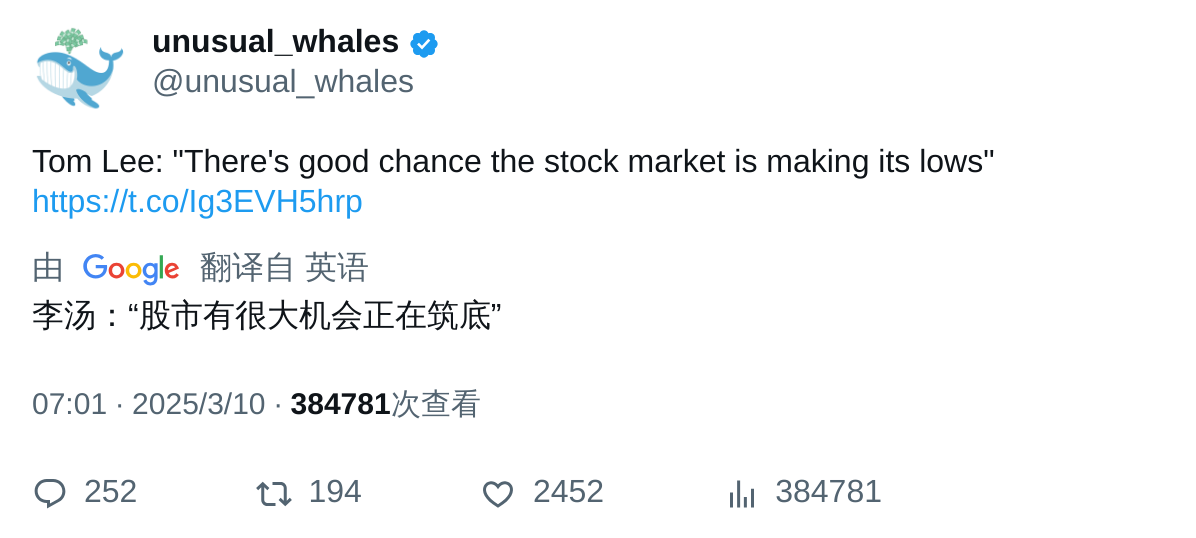 unusual_whales
@unusual_whales
Tom Lee: "There's good chance the stock market is making its lows"
https://t.co/Ig3EVH5hrp
由 Google 翻译自 英语
李汤：“股市有很大机会正在筑底”
07:01 · 2025/3/10 · 384781次查看
252 194 2452 384781